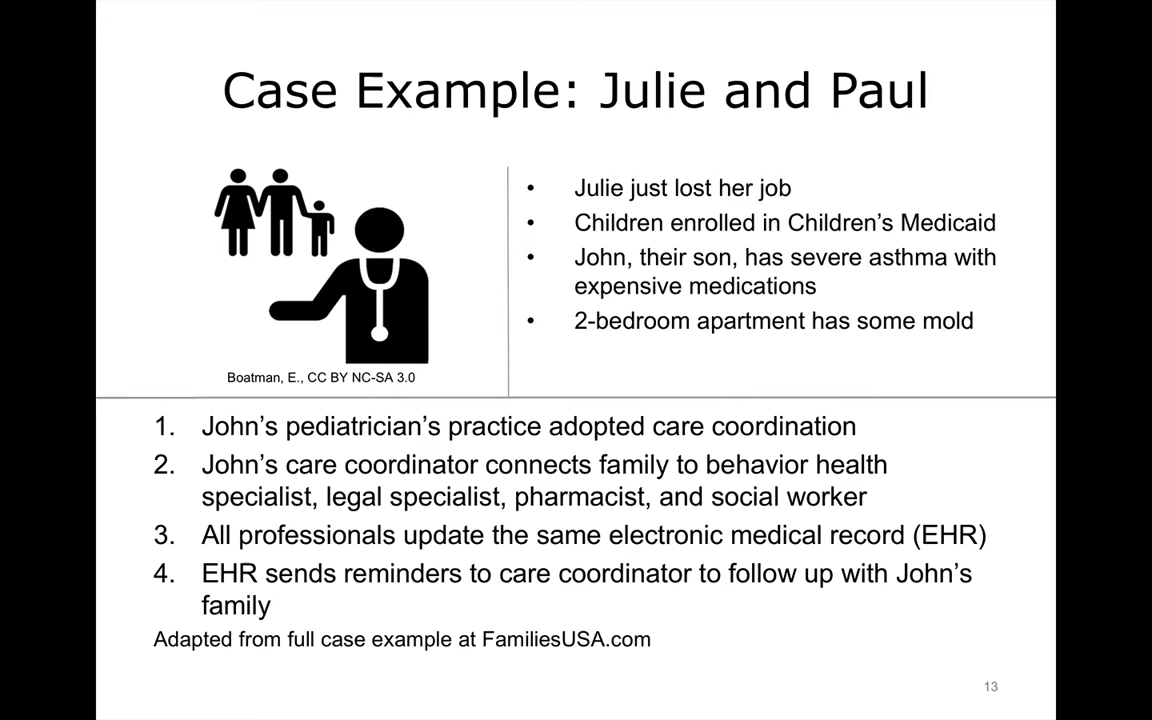 Case Example: Julie and Paul
• Julie just lost her job
• Children enrolled in Children's Medicaid
• John, their son, has severe asthma with
expensive medications
• 2-bedroom apartment has some mold
Boatman, E., CC BY NC-SA 3.0
1. John's pediatrician's practice adopted care coordination
2. John's care coordinator connects family to behavior health
specialist, legal specialist, pharmacist, and social worker
3. All professionals update the same electronic medical record (EHR)
4. EHR sends reminders to care coordinator to follow up with John's
family
Adapted from full case example at FamiliesUSA.com
13